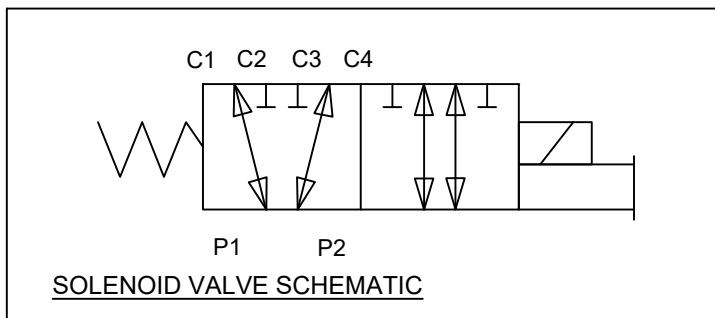 C1 C2 C3 C4
P1 P2
SOLENOID VALVE SCHEMATIC